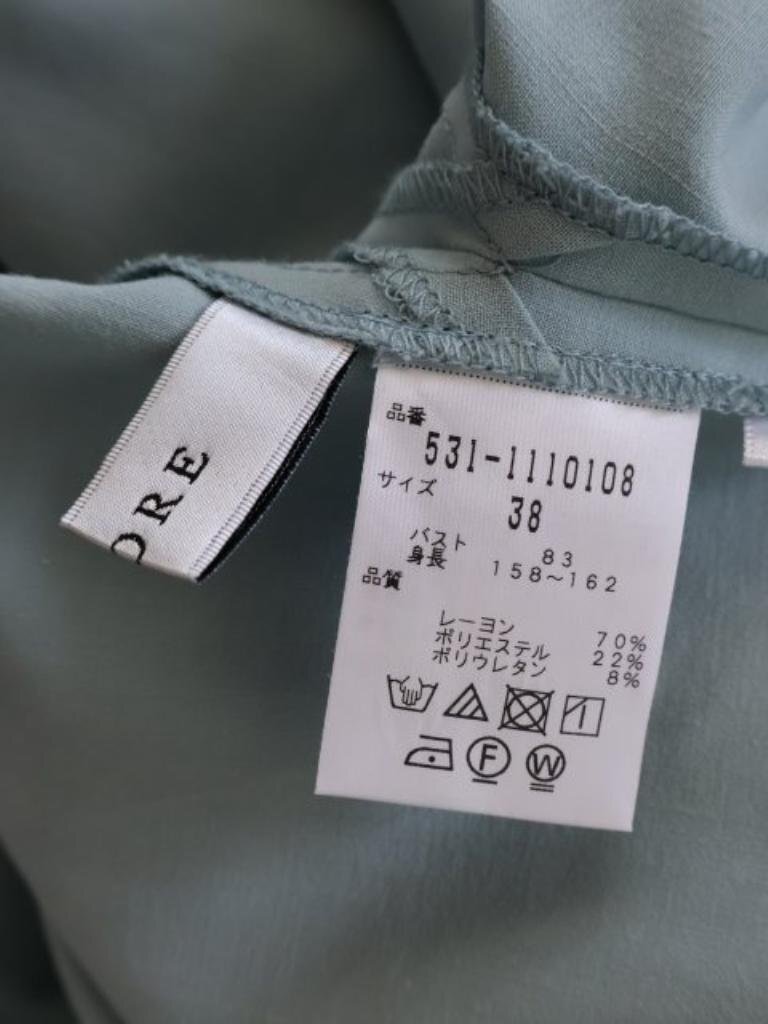 ORE
品番
531-1110108
サイズ
38
バスト 83
身長 158～162
品質
レーヨン 70%
ポリエステル 22%
ポリウレタン 8%
F
W